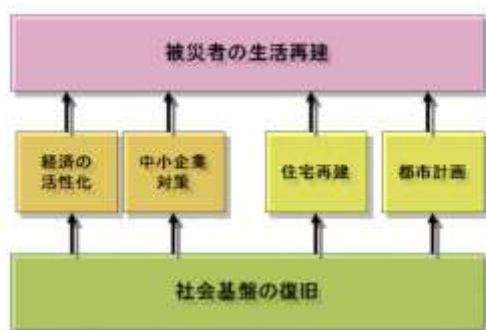 被災者の生活再建
経済の
活性化
中小企業
対策
住宅再建
都市計画
社会基盤の復旧